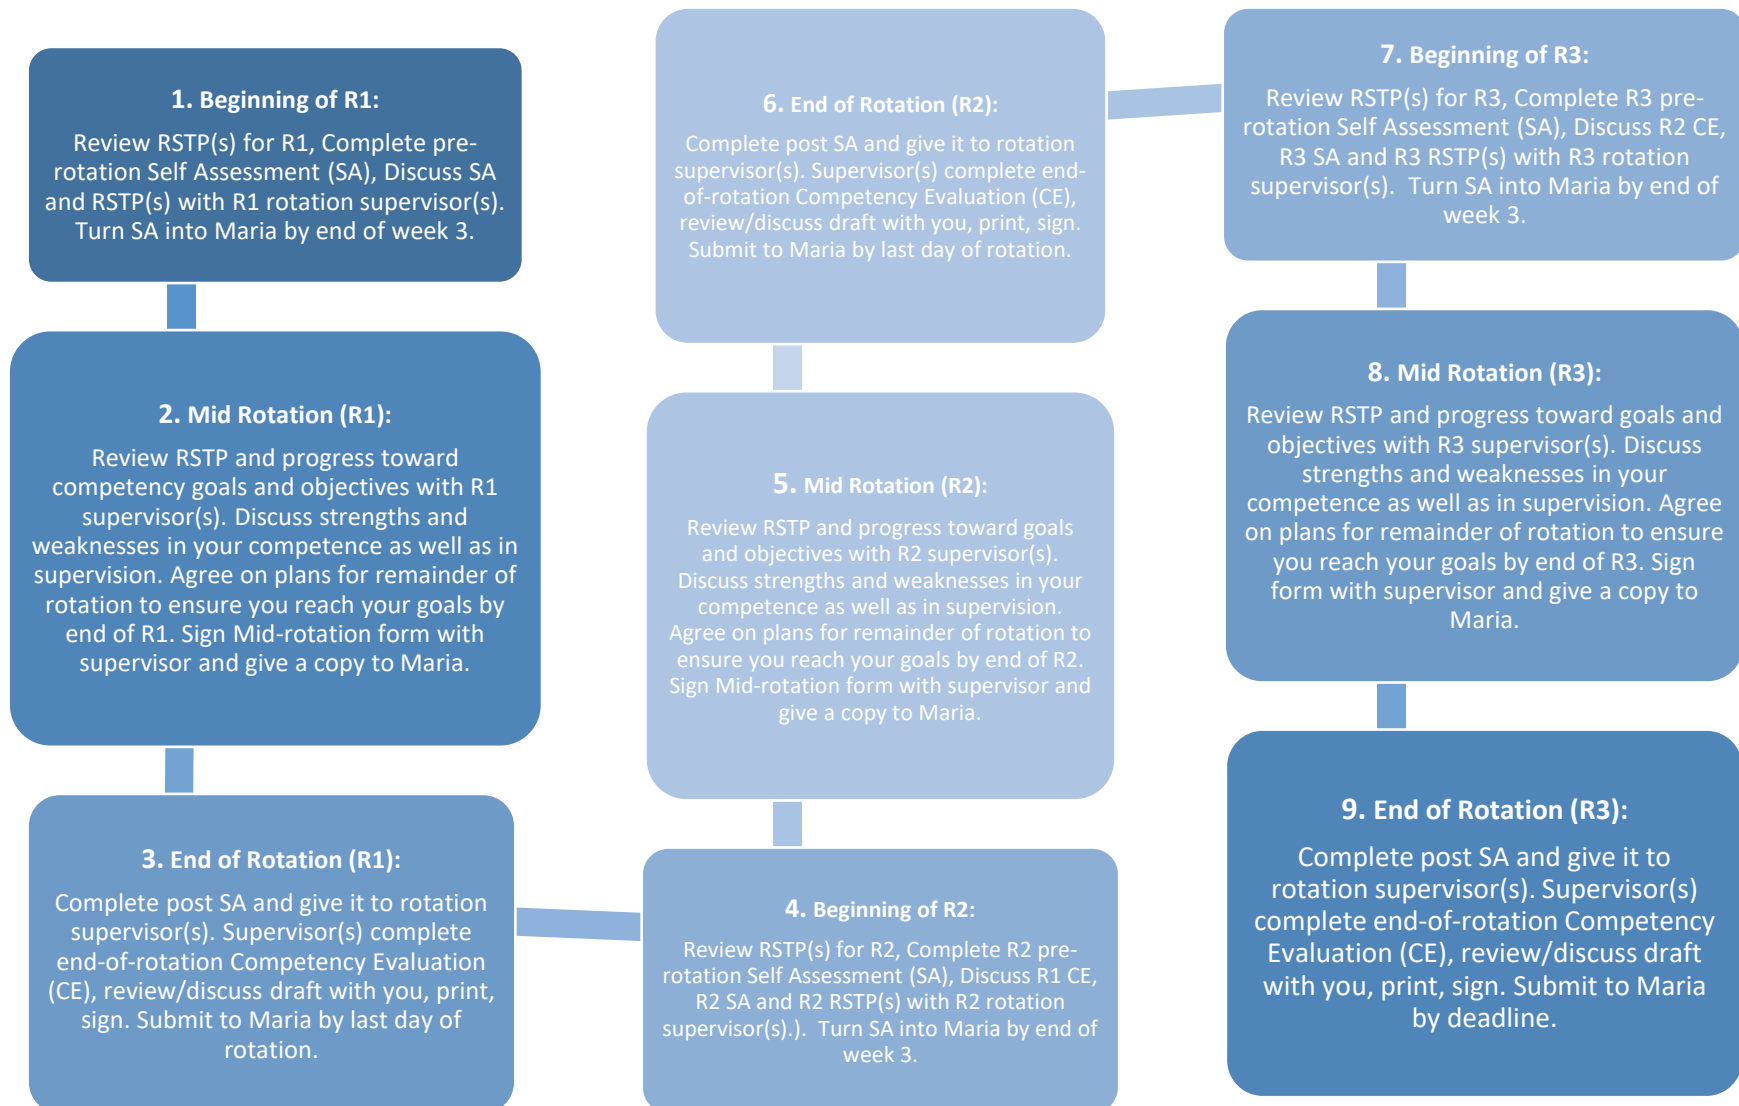 1. Beginning of R1:
Review RSTP(s) for R1, Complete pre-
rotation Self Assessment (SA), Discuss SA
and RSTP(s) with R1 rotation supervisor(s).
Turn SA into Maria by end of week 3.
2. Mid Rotation (R1):
Review RSTP and progress toward
competency goals and objectives with R1
supervisor(s). Discuss strengths and
weaknesses in your competence as well as in
supervision. Agree on plans for remainder of
rotation to ensure you reach your goals by
end of R1. Sign Mid-rotation form with
supervisor and give a copy to Maria.
3. End of Rotation (R1):
Complete post SA and give it to rotation
supervisor(s). Supervisor(s) complete
end-of-rotation Competency Evaluation
(CE), review/discuss draft with you, print,
sign. Submit to Maria by last day of
rotation.
4. Beginning of R2:
Review RSTP(s) for R2, Complete R2 pre-
rotation Self Assessment (SA), Discuss R1 CE,
R2 SA and R2 RSTP(s) with R2 rotation
supervisor(s).).  Turn SA into Maria by end of
week 3.
5. Mid Rotation (R2):
Review RSTP and progress toward goals
and objectives with R2 supervisor(s).
Discuss strengths and weaknesses in your
competence as well as in supervision.
Agree on plans for remainder of rotation to
ensure you reach your goals by end of R2.
Sign Mid-rotation form with supervisor and
give a copy to Maria.
6. End of Rotation (R2):
Complete post SA and give it to rotation
supervisor(s). Supervisor(s) complete end-
of-rotation Competency Evaluation (CE),
review/discuss draft with you, print, sign.
Submit to Maria by last day of rotation.
7. Beginning of R3:
Review RSTP(s) for R3, Complete R3 pre-
rotation Self Assessment (SA), Discuss R2 CE,
R3 SA and R3 RSTP(s) with R3 rotation
supervisor(s).  Turn SA into Maria by end of
week 3.
8. Mid Rotation (R3):
Review RSTP and progress toward goals and
objectives with R3 supervisor(s). Discuss
strengths and weaknesses in your
competence as well as in supervision. Agree
on plans for remainder of rotation to ensure
you reach your goals by end of R3. Sign
form with supervisor and give a copy to
Maria.
9. End of Rotation (R3):
Complete post SA and give it to
rotation supervisor(s). Supervisor(s)
complete end-of-rotation Competency
Evaluation (CE), review/discuss draft
with you, print, sign. Submit to Maria
by deadline.